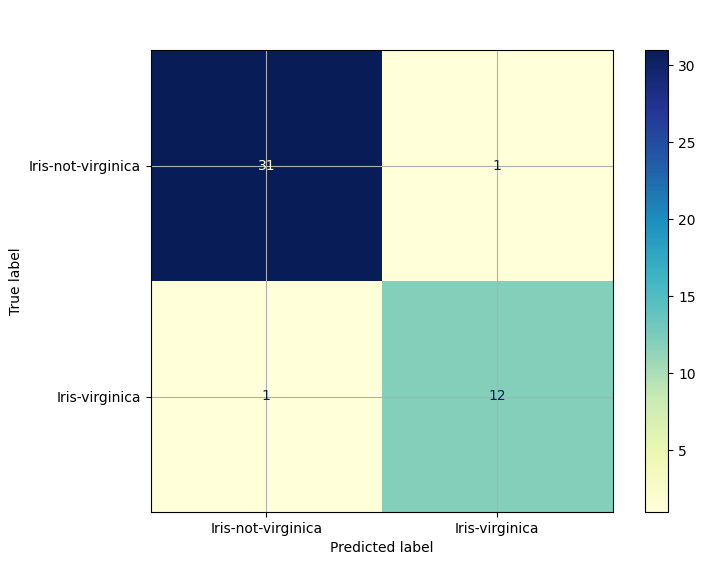 Iris-not-virginica
31
1
Iris-virginica
1
12
Iris-not-virginica
Iris-virginica
Predicted label
True label
30
25
20
15
10
5